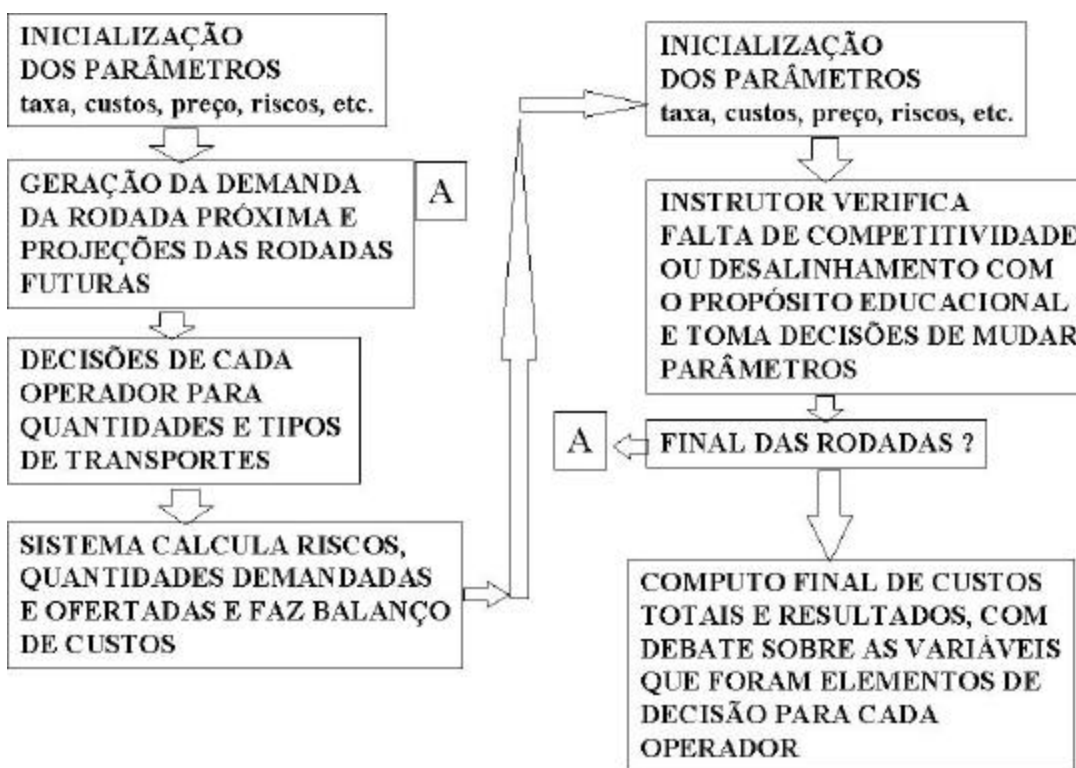 INICIALIZAÇÃO
DOS PARÂMETROS
taxa, custos, preço, riscos, etc.
GERAÇÃO DA DEMANDA
DA RODADA PRÓXIMA E
PROJEÇÕES DAS RODADAS
FUTURAS
A
DECISÕES DE CADA
OPERADOR PARA
QUANTIDADES E TIPOS
DE TRANSPORTES
SISTEMA CALCULA RISCOS,
QUANTIDADES DEMANDADAS
E OFERTADAS E FAZ BALANÇO
DE CUSTOS
INICIALIZAÇÃO
DOS PARÂMETROS
taxa, custos, preço, riscos, etc.
INSTRUTOR VERIFICA
FALTA DE COMPETITIVIDADE
OU DESALINHAMENTO COM
O PROPÓSITO EDUCACIONAL
E TOMA DECISÕES DE MUDAR
PARÂMETROS
A
FINAL DAS RODADAS ?
COMPUTO FINAL DE CUSTOS
TOTAIS E RESULTADOS, COM
DEBATE SOBRE AS VARIÁVEIS
QUE FORAM ELEMENTOS DE
DECISÃO PARA CADA
OPERADOR